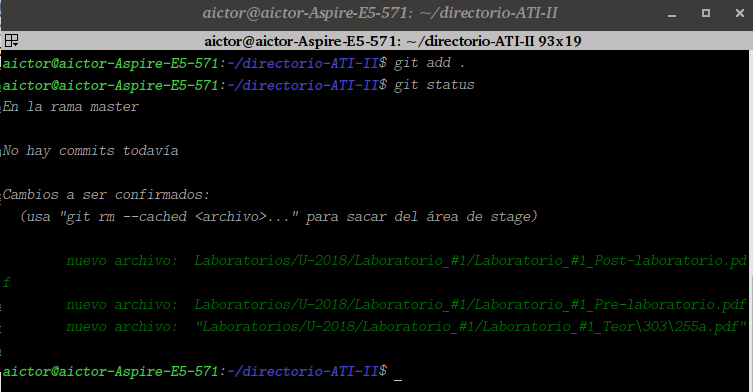 aictor@aictor-Aspire-E5-571: ~/directorio-ATI-II
aictor@aictor-Aspire-E5-571: ~/directorio-ATI-II 93x19
aictor@aictor-Aspire-E5-571:~/directorio-ATI-II$ git add .
aictor@aictor-Aspire-E5-571:~/directorio-ATI-II$ git status
En la rama master
No hay commits todavía
Cambios a ser confirmados:
(usa "git rm --cached <archivo>..." para sacar del área de stage)
nuevo archivo: Laboratorios/U-2018/Laboratorio_#1/Laboratorio_#1_Post-laboratorio.pd
f
nuevo archivo: Laboratorios/U-2018/Laboratorio_#1/Laboratorio_#1_Pre-laboratorio.pdf
nuevo archivo: "Laboratorios/U-2018/Laboratorio_#1/Laboratorio_#1_Teor\303\255a.pdf"
aictor@aictor-Aspire-E5-571:~/directorio-ATI-II$ _